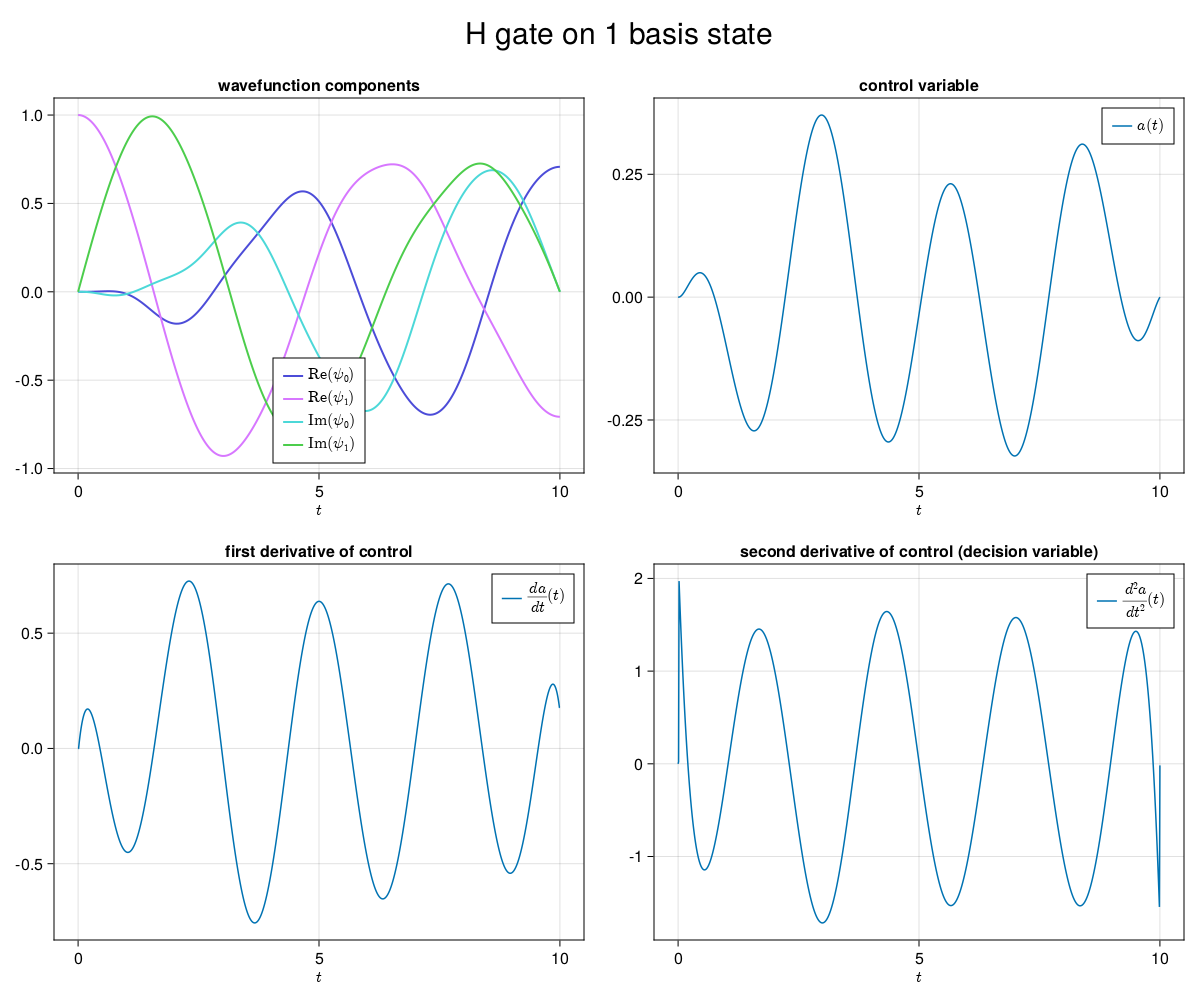 H gate on 1 basis state
wavefunction components
1.0
0.5
0.0
-0.5
-1.0
Re(ψ₀)
Re(ψ₁)
Im(ψ₀)
Im(ψ₁)
0 5 10
t
control variable
a(t)
0.25
0.00
-0.25
0 5 10
t
first derivative of control
da/dt(t)
0.5
0.0
-0.5
0 5 10
t
second derivative of control (decision variable)
d²a/dt²(t)
2
1
0
-1
0 5 10
t